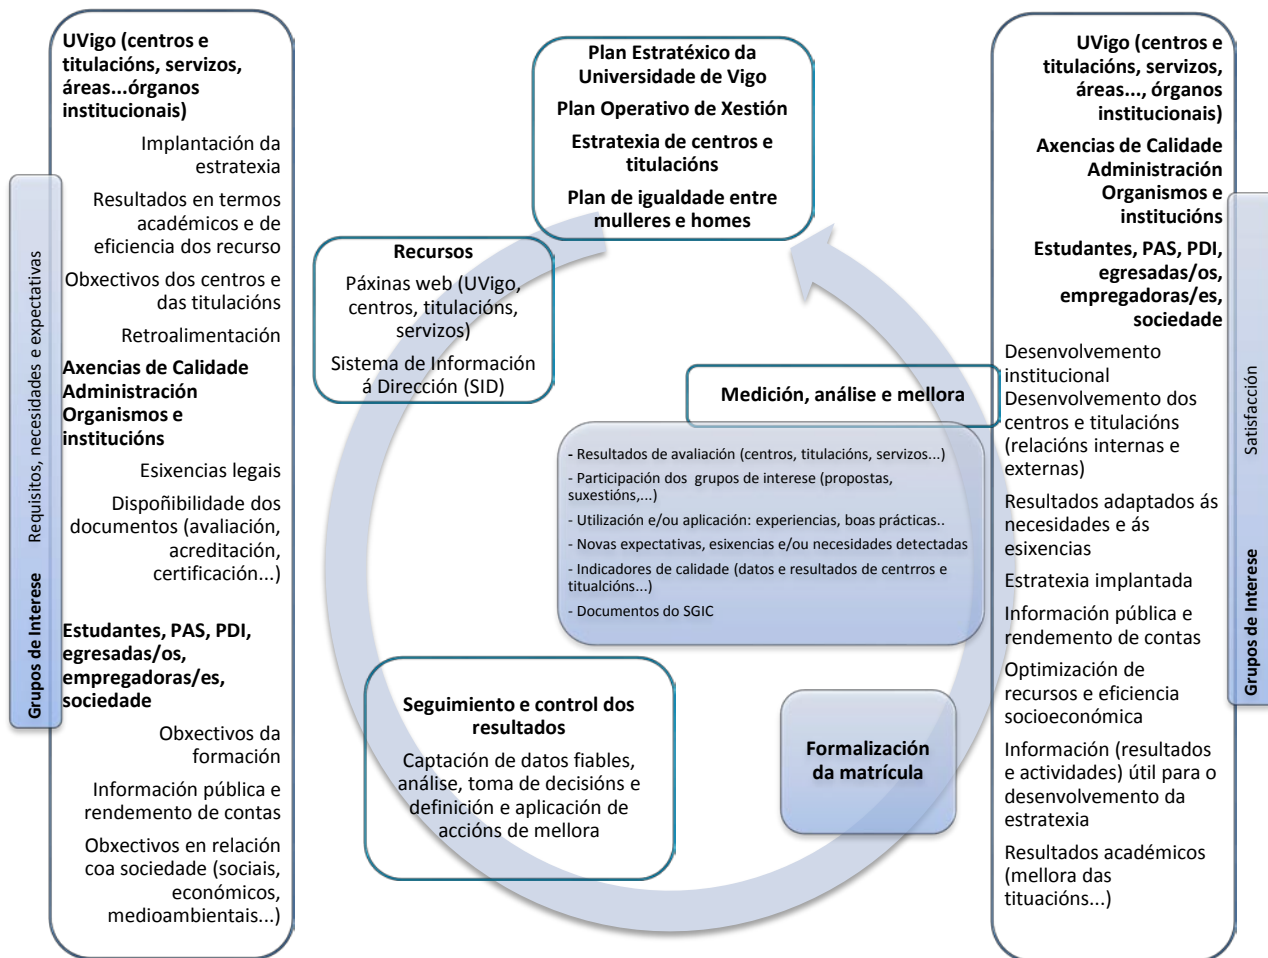 UVigo (centros e
titulacións, servizos,
áreas...órganos
institucionais)
Implantación da
estratexia
Resultados en termos
académicos e de
eficiencia dos recurso
Obxectivos dos centros e
das titulacións
Retroalimentación
Axencias de Calidade
Administración
Organismos e
institucións
Esixencias legais
Dispoñibilidade dos
documentos (avaliación,
acreditación,
certificación...)
Estudantes, PAS, PDI,
egresadas/os,
empregadoras/es,
sociedade
Obxectivos da
formación
Información pública e
rendemento de contas
Obxectivos en relación
coa sociedade (sociais,
económicos,
medioambientais...)
Grupos de Interese Requisitos, necesidades e expectativas
Plan Estratéxico da
Universidade de Vigo
Plan Operativo de Xestión
Estratexia de centros e
titulacións
Plan de igualdade entre
mulleres e homes
Recursos
Páxinas web (UVigo,
centros, titulacións,
servizos)
Sistema de Información
á Dirección (SID)
Medición, análise e mellora
- Resultados de avaliación (centros, titulacións, servizos...)
- Participación dos grupos de interese (propostas,
suxestións,...)
- Utilización e/ou aplicación: experiencias, boas prácticas..
- Novas expectativas, esixencias e/ou necesidades detectadas
- Indicadores de calidade (datos e resultados de centrros e
titualcións...)
- Documentos do SGIC
Seguimiento e control dos
resultados
Captación de datos fiables,
análise, toma de decisións e
definición e aplicación de
accións de mellora
Formalización
da matrícula
UVigo (centros e
titulacións, servizos,
áreas..., órganos
institucionais)
Axencias de Calidade
Administración
Organismos e
institucións
Estudantes, PAS, PDI,
egresadas/os,
empregadoras/es,
sociedade
Desenvolvemento
institucional
Desenvolvemento dos
centros e titulacións
(relacións internas e
externas)
Resultados adaptados ás
necesidades e ás
esixencias
Estratexia implantada
Información pública e
rendemento de contas
Optimización de
recursos e eficiencia
socioeconómica
Información (resultados
e actividades) útil para o
desenvolvemento da
estratexia
Resultados académicos
(mellora das
tituacións...)
Grupos de Interese Satisfacción